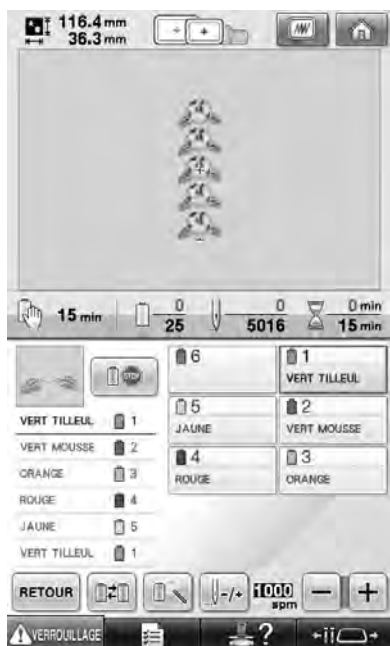 116.4 mm
36.3 mm
15 min
0
25
0
5016
0 min
15 min
STOP
VERT TILLEUL 1
VERT MOUSSE 2
ORANGE 3
ROUGE 4
JAUNE 5
VERT TILLEUL 1
6
1
VERT TILLEUL
5
JAUNE
2
VERT MOUSSE
4
ROUGE
3
ORANGE
RETOUR
-/+
1000
spm
− +
VERROUILLAGE
?